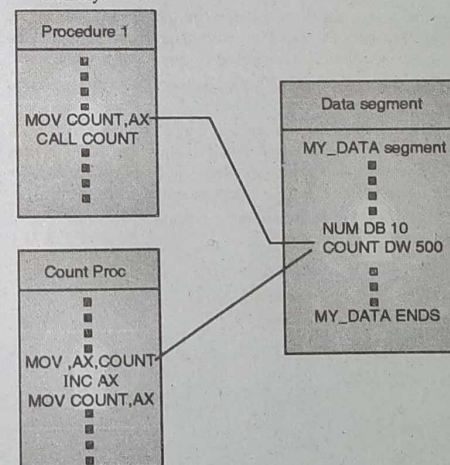 Procedure 1
MOV COUNT,AX
CALL COUNT
Count Proc
MOV ,AX,COUNT
INC AX
MOV COUNT,AX
Data segment
MY_DATA segment
NUM DB 10
COUNT DW 500
MY_DATA ENDS